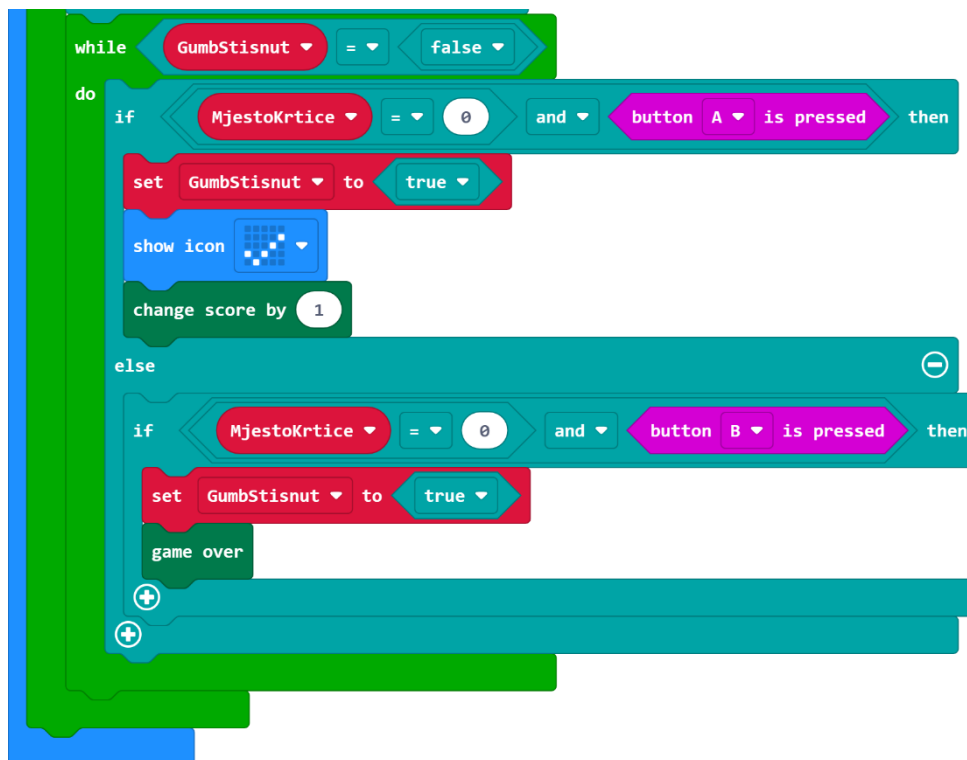 while GumbStisnut = false
do
if MjestoKrtice = 0 and button A is pressed then
set GumbStisnut to true
show icon
change score by 1
else
if MjestoKrtice = 0 and button B is pressed then
set GumbStisnut to true
game over